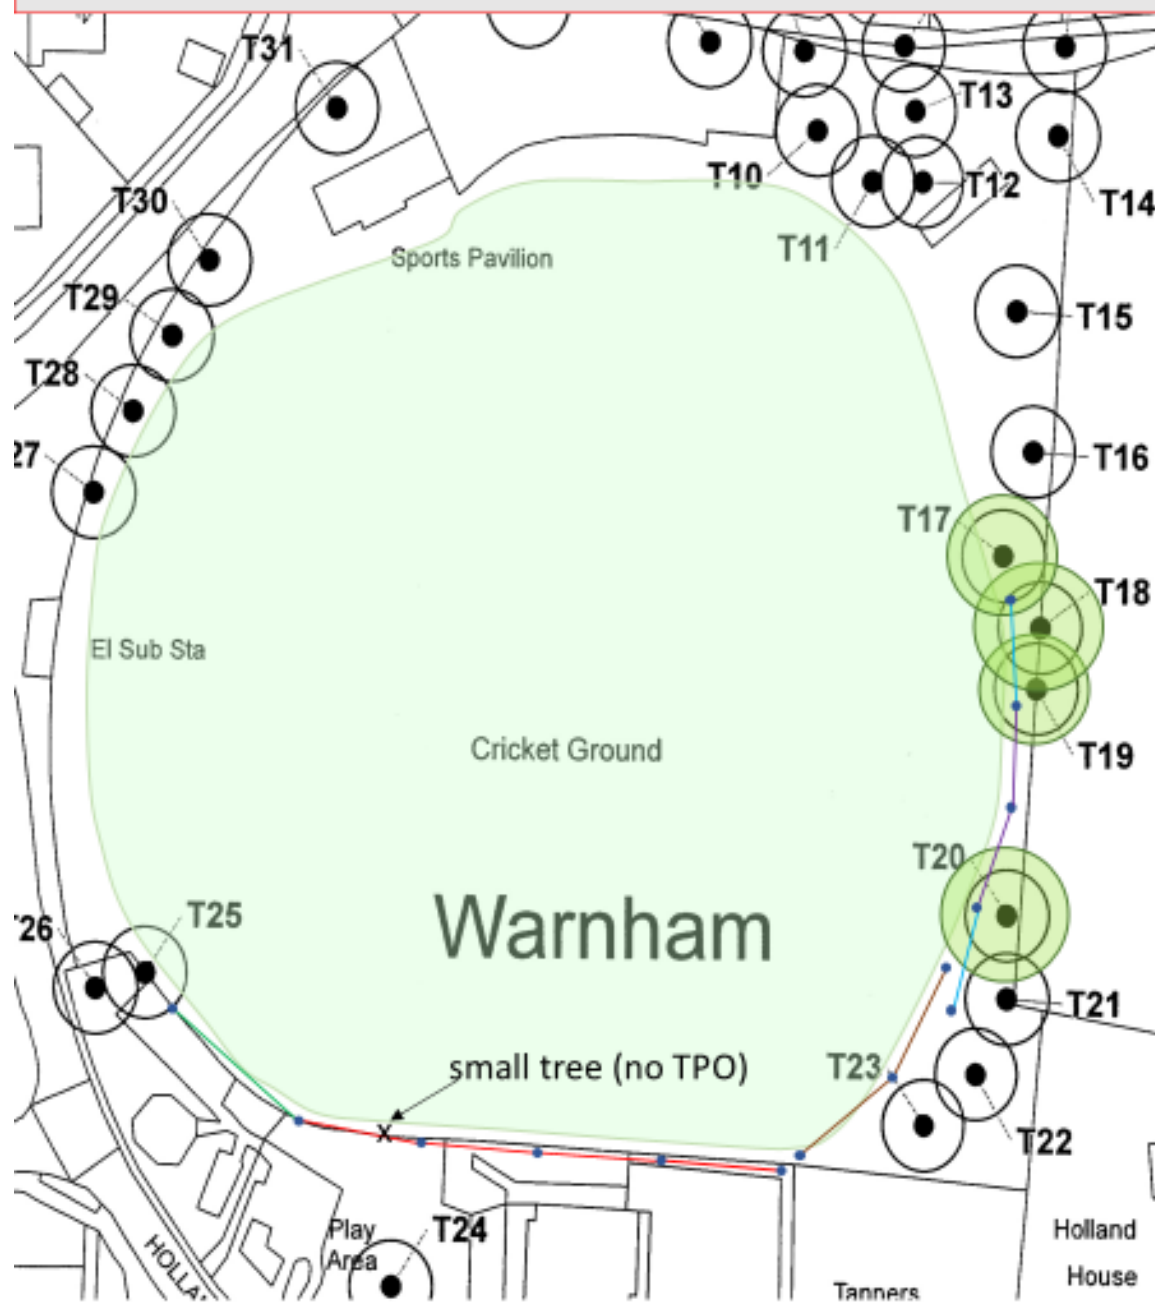 T31
T13
T30
T10
T12
T14
T11
Sports Pavilion
T29
T15
T28
27
T16
T17
T18
El Sub Sta
Cricket Ground
T19
T20
Warnham
T25
T26
T21
small tree (no TPO)
T23
T22
Play
Area
T24
Holland
House
HOLLA
Tanners